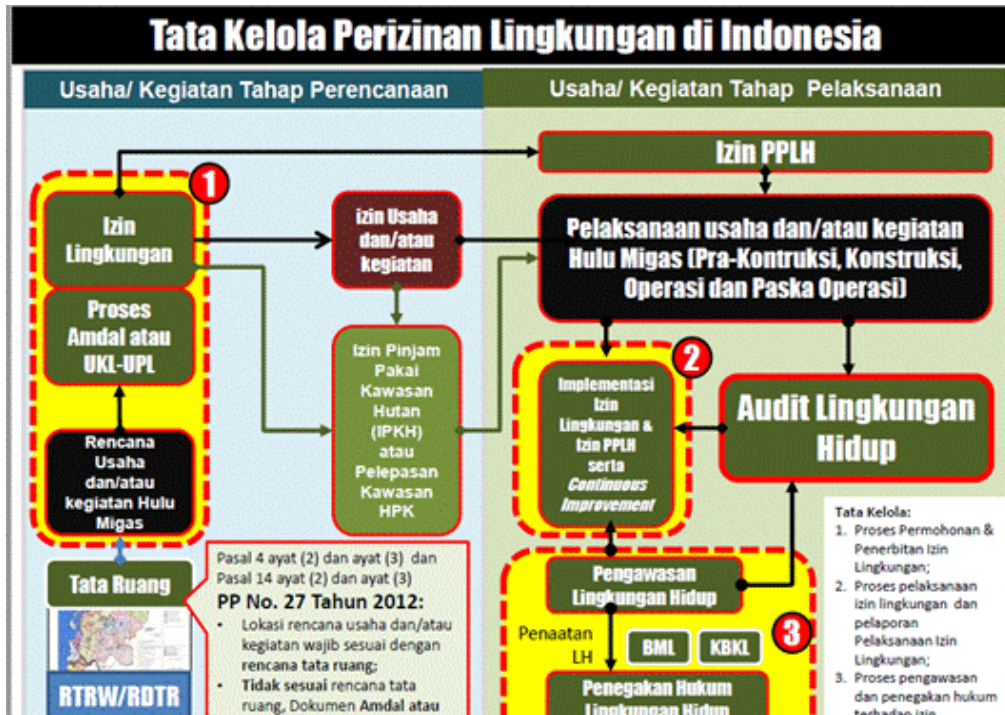 Tata Kelola Perizinan Lingkungan di Indonesia
Usaha/ Kegiatan Tahap Perencanaan
Usaha/ Kegiatan Tahap Pelaksanaan
1
Izin
Lingkungan
Proses
Amdal atau
UKL-UPL
Rencana
Usaha
dan/atau
kegiatan Hulu
Migas
Tata Ruang
RTRW/RDTR
izin Usaha
dan/atau
kegiatan
Izin Pinjam
Pakai
Kawasan
Hutan
(IPKH)
atau
Pelepasan
Kawasan
HPK
Pasal 4 ayat (2) dan ayat (3) dan
Pasal 14 ayat (2) dan ayat (3)
PP No. 27 Tahun 2012:
• Lokasi rencana usaha dan/atau
kegiatan wajib sesuai dengan
rencana tata ruang;
• Tidak sesuai rencana tata
ruang, Dokumen Amdal atau
Izin PPLH
Pelaksanaan usaha dan/atau kegiatan
Hulu Migas (Pra-Kontruksi, Konstruksi,
Operasi dan Paska Operasi)
2
Implementasi
Izin
Lingkungan &
Izin PPLH
serta
Continuous
Improvement
Audit Lingkungan
Hidup
Pengawasan
Lingkungan Hidup
3
Penaatan
LH
BML
KBKL
Penegakan Hukum
Lingkungan Hidup
Tata Kelola:
1. Proses Permohonan &
Penerbitan Izin
Lingkungan;
2. Proses pelaksanaan
izin lingkungan dan
pelaporan
Pelaksanaan Izin
Lingkungan;
3. Proses pengawasan
dan penegakan hukum
terhadap izin